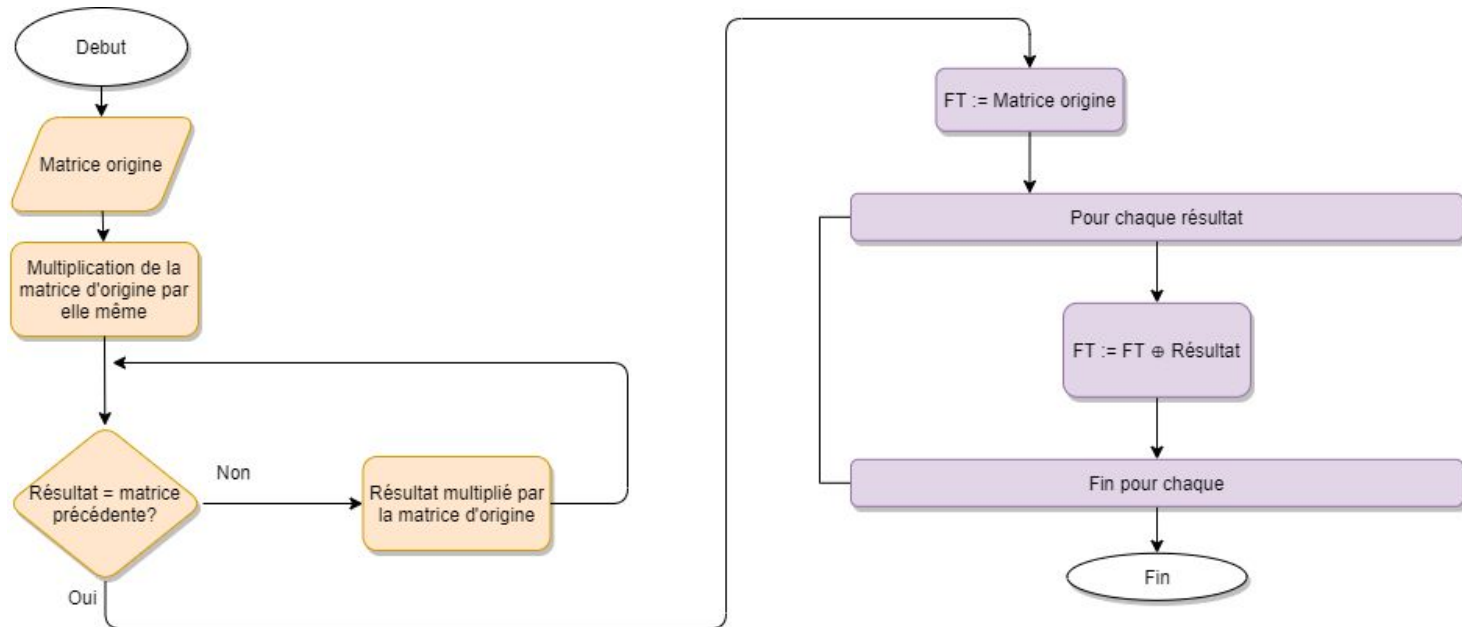 Debut
Matrice origine
Multiplication de la
matrice d'origine par
elle même
Résultat = matrice
précédente?
Non
Résultat multiplié par
la matrice d'origine
Oui
FT := Matrice origine
Pour chaque résultat
FT := FT ⊕ Résultat
Fin pour chaque
Fin